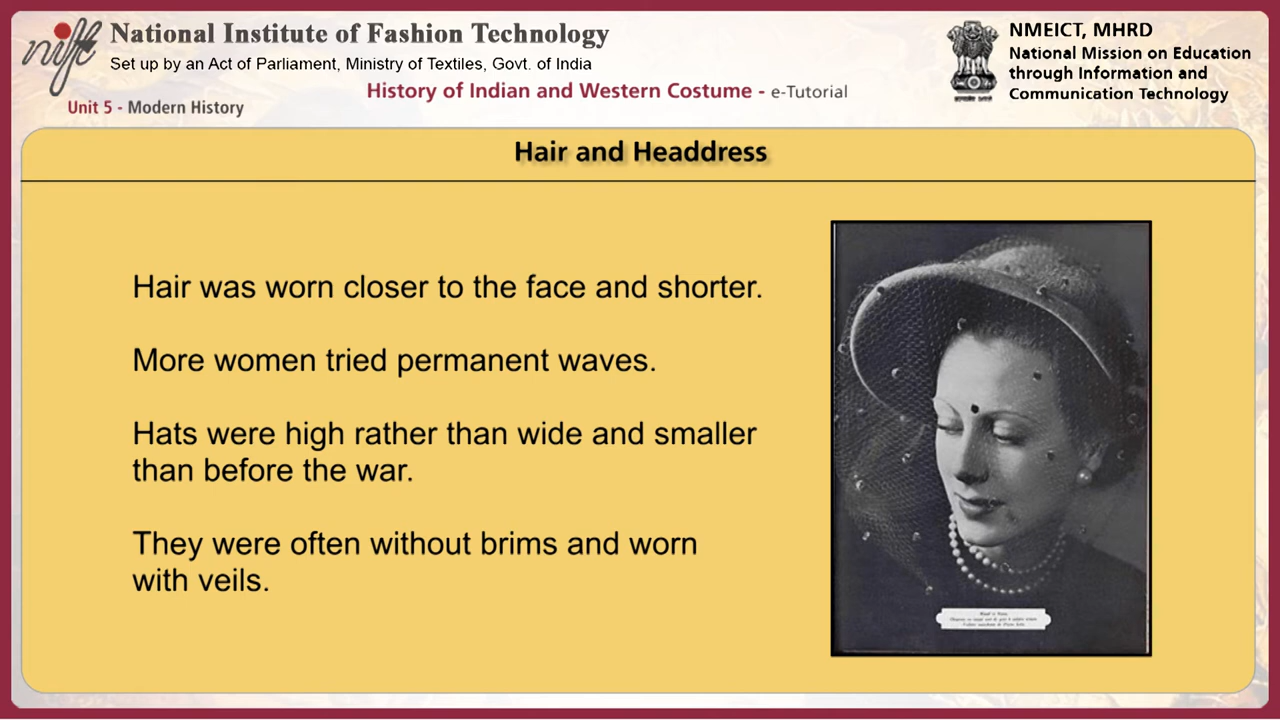 nift
National Institute of Fashion Technology
Set up by an Act of Parliament, Ministry of Textiles, Govt. of India
History of Indian and Western Costume - e-Tutorial
Unit 5 - Modern History
NMEICT, MHRD
National Mission on Education
through Information and
Communication Technology
Hair and Headdress
Hair was worn closer to the face and shorter.
More women tried permanent waves.
Hats were high rather than wide and smaller
than before the war.
They were often without brims and worn
with veils.